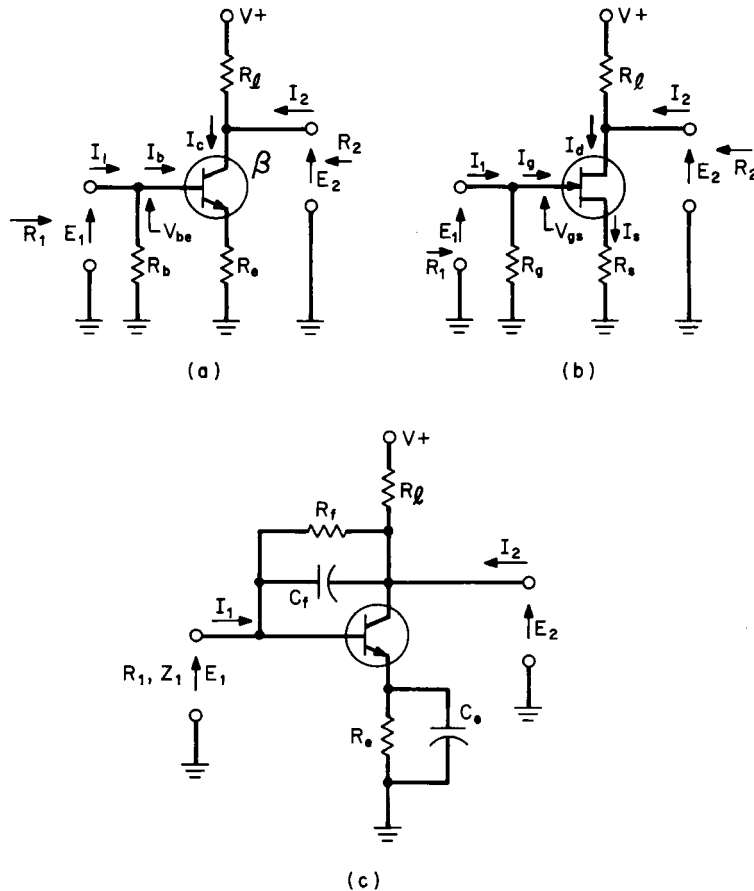 V+ V+
Rℓ Rℓ
I2 I2
I1 Ib Ic β R2 E2
I1 Ig Id R2 E2
R1 E1 Vbe Rb Re
E1 R1 Vgs Is Rg Rs
(a) (b)
V+
Rℓ
Rf
I2
Cf
I1
E2
R1, Z1 E1
Ce
Re
(c)